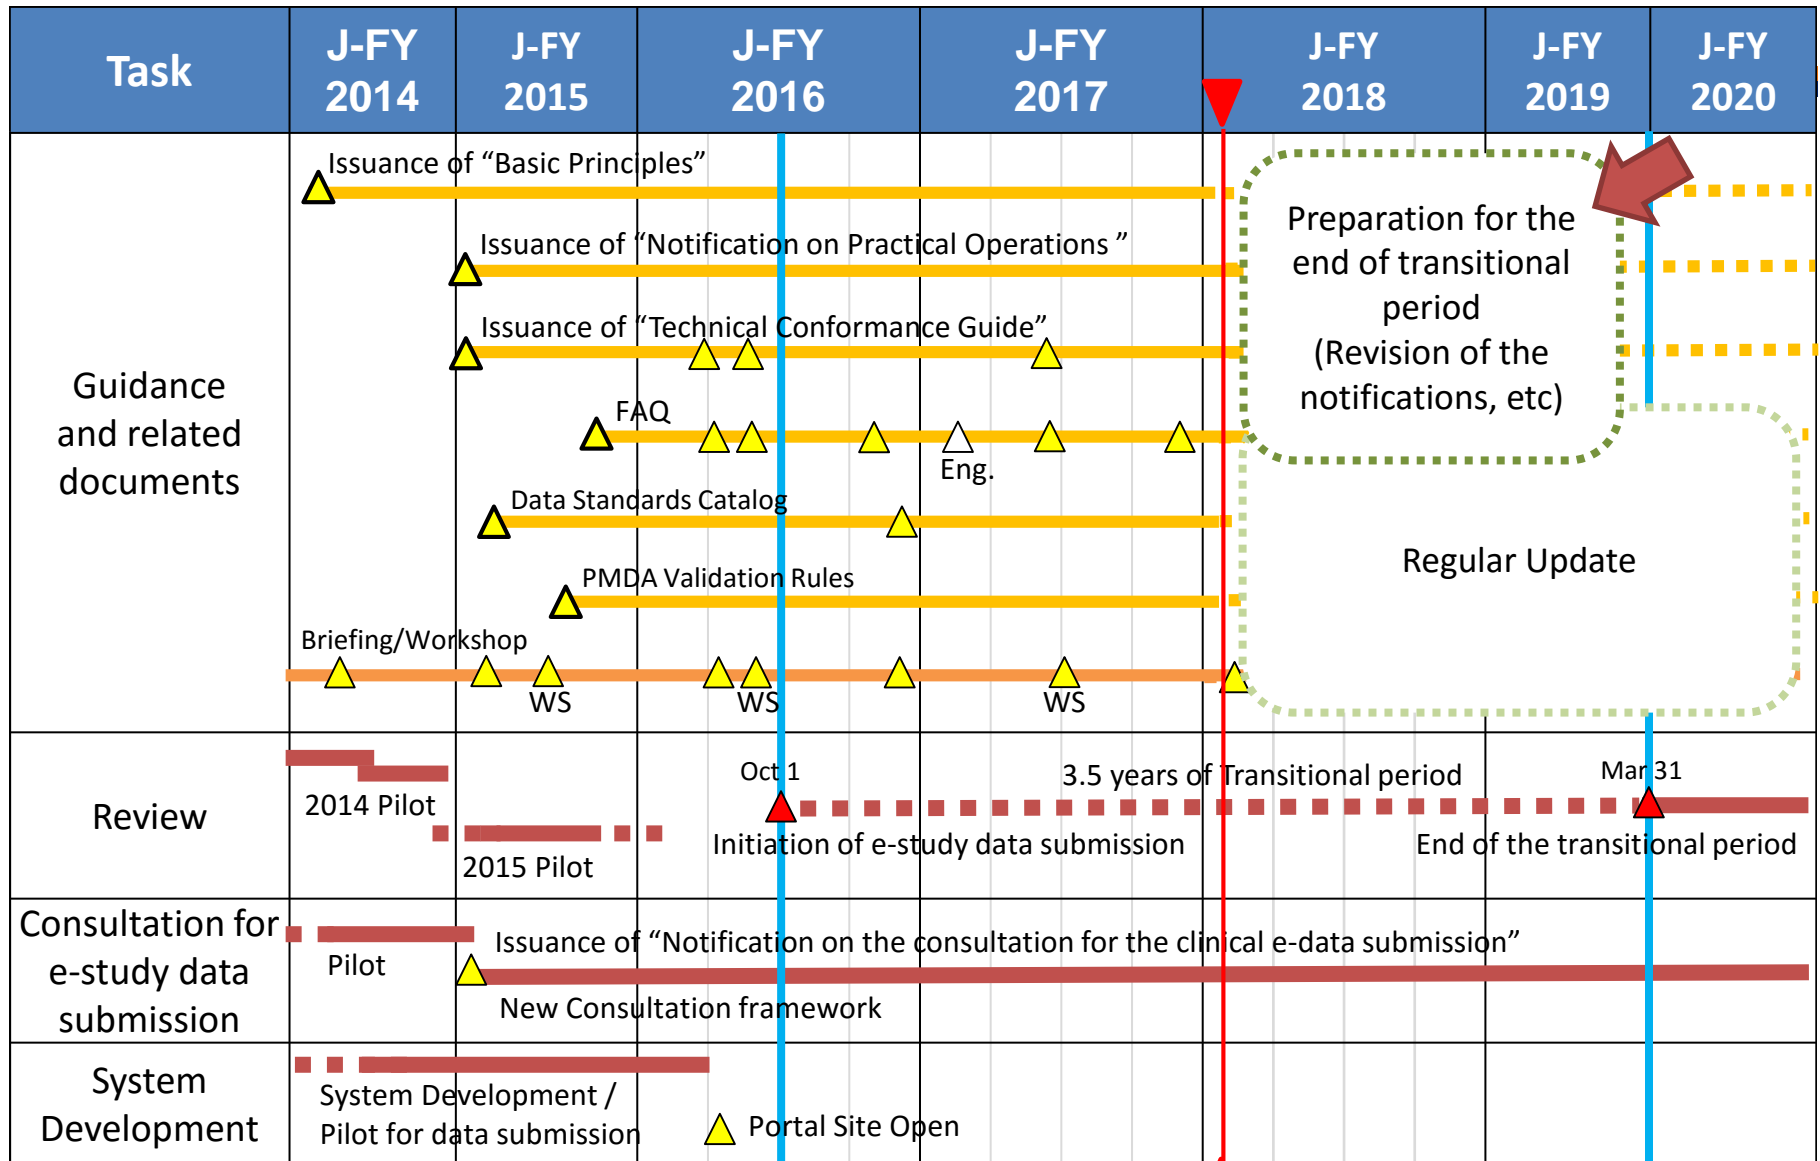 Task
J-FY
2014
J-FY
2015
J-FY
2016
J-FY
2017
J-FY
2018
J-FY
2019
J-FY
2020
Guidance
and related
documents
Issuance of “Basic Principles”
Issuance of “Notification on Practical Operations ”
Issuance of “Technical Conformance Guide”
FAQ
Eng.
Data Standards Catalog
PMDA Validation Rules
Briefing/Workshop
WS
WS
WS
Preparation for the
end of transitional
period
(Revision of the
notifications, etc)
Regular Update
Review
2014 Pilot
2015 Pilot
Oct 1
Initiation of e-study data submission
3.5 years of Transitional period
Mar 31
End of the transitional period
Consultation for
e-study data
submission
Pilot
Issuance of “Notification on the consultation for the clinical e-data submission”
New Consultation framework
System
Development
System Development /
Pilot for data submission
Portal Site Open